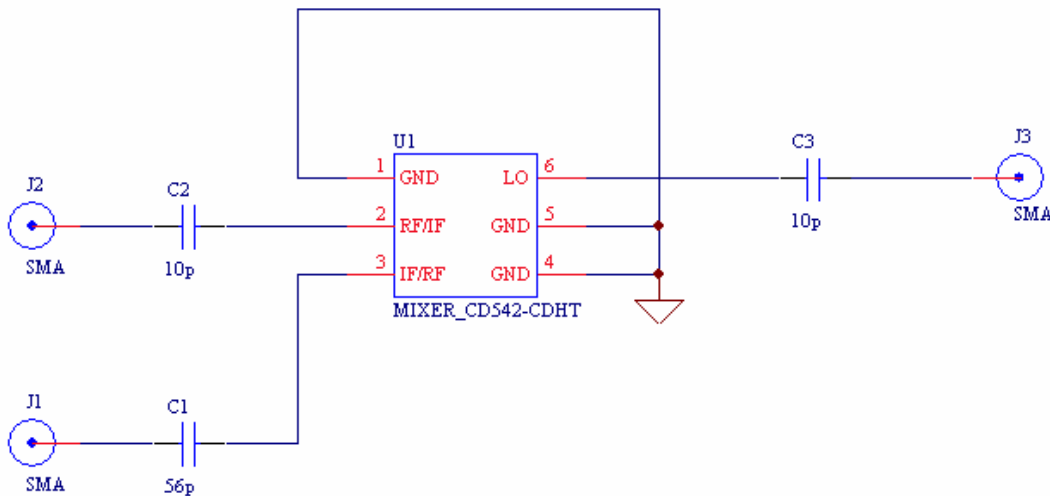 U1
1 GND LO 6
C3
J3
J2
C2
2 RF/IF GND 5
10p
SMA
SMA
10p
3 IF/RF GND 4
MIXER_CD542-CDHT
J1
C1
SMA
56p